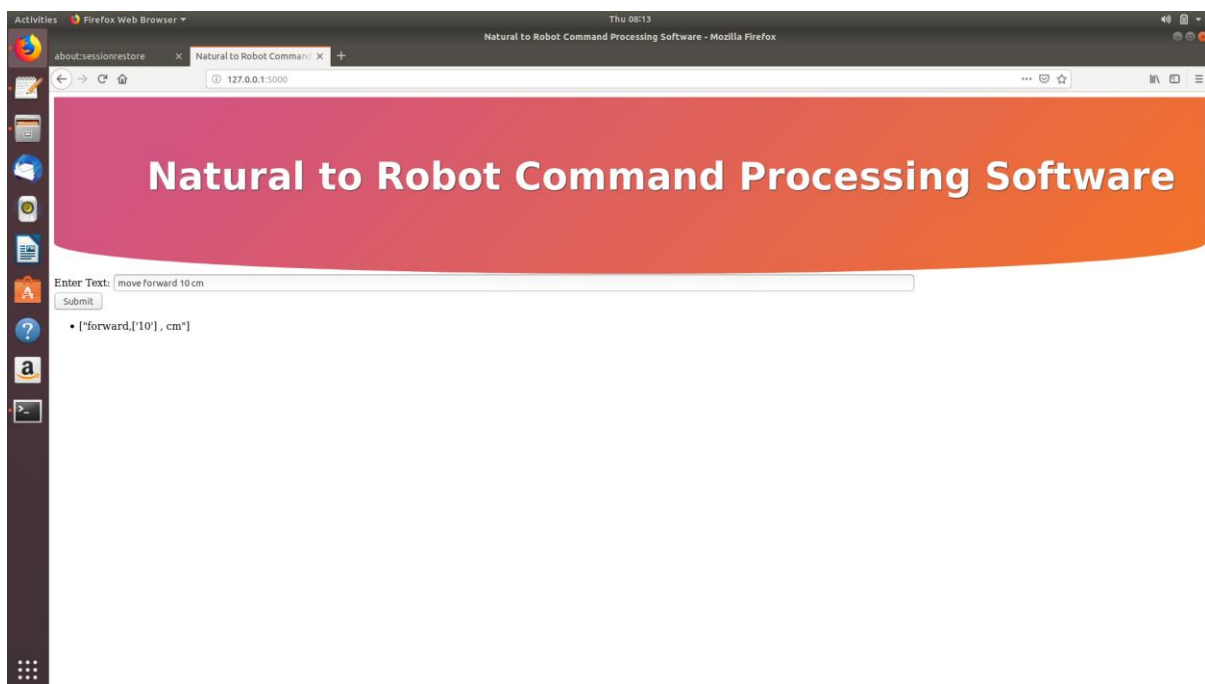 Activities Firefox Web Browser Thu 08:13
Natural to Robot Command Processing Software - Mozilla Firefox
about:sessionrestore Natural to Robot Command
127.0.0.1:5000
Natural to Robot Command Processing Software
Enter Text: move forward 10 cm
Submit
• ["forward,['10'] , cm"]